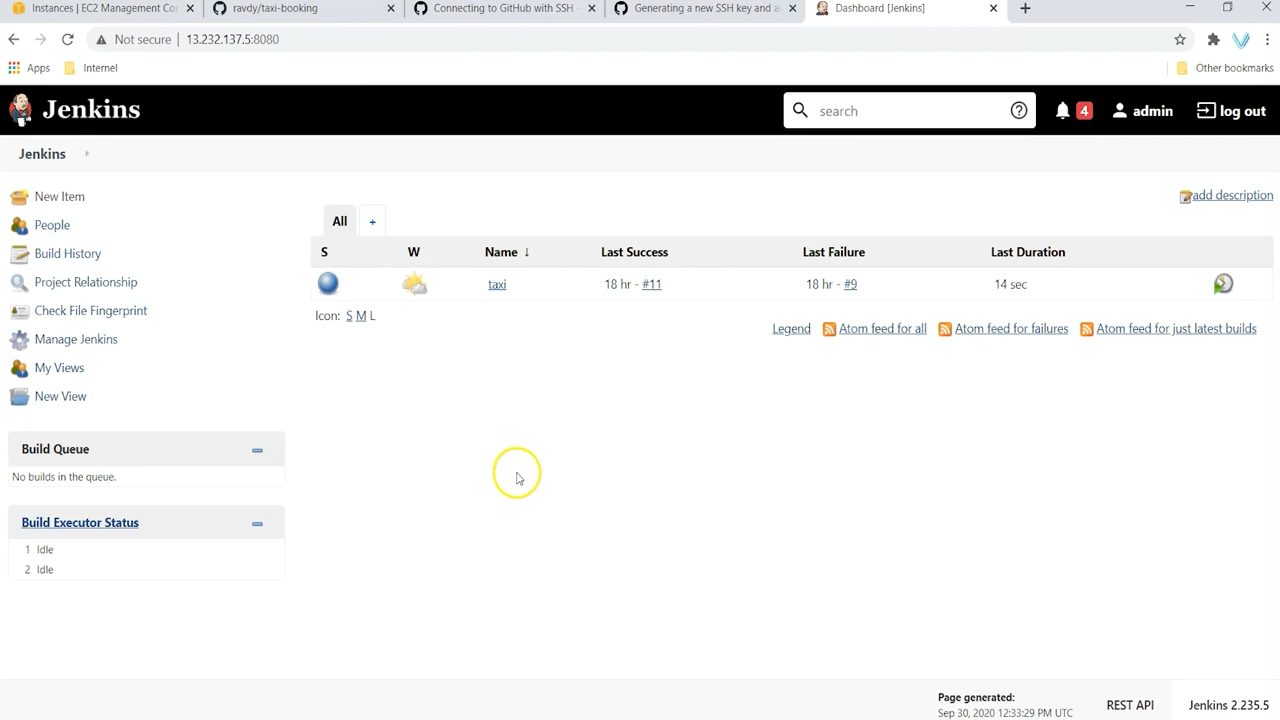 Instances | EC2 Management Con
ravdy/taxi-booking
Connecting to GitHub with SSH -
Generating a new SSH key and a
Dashboard [Jenkins]
Not secure | 13.232.137.5:8080
Apps
Internet
Other bookmarks
Jenkins
search
4
admin
log out
Jenkins
New Item
People
Build History
Project Relationship
Check File Fingerprint
Manage Jenkins
My Views
New View
Build Queue
No builds in the queue.
Build Executor Status
1 Idle
2 Idle
add description
All +
S W Name ↓ Last Success Last Failure Last Duration
taxi 18 hr - #11 18 hr - #9 14 sec
Icon: S M L
Legend Atom feed for all Atom feed for failures Atom feed for just latest builds
Page generated:
Sep 30, 2020 12:33:29 PM UTC
REST API
Jenkins 2.235.5